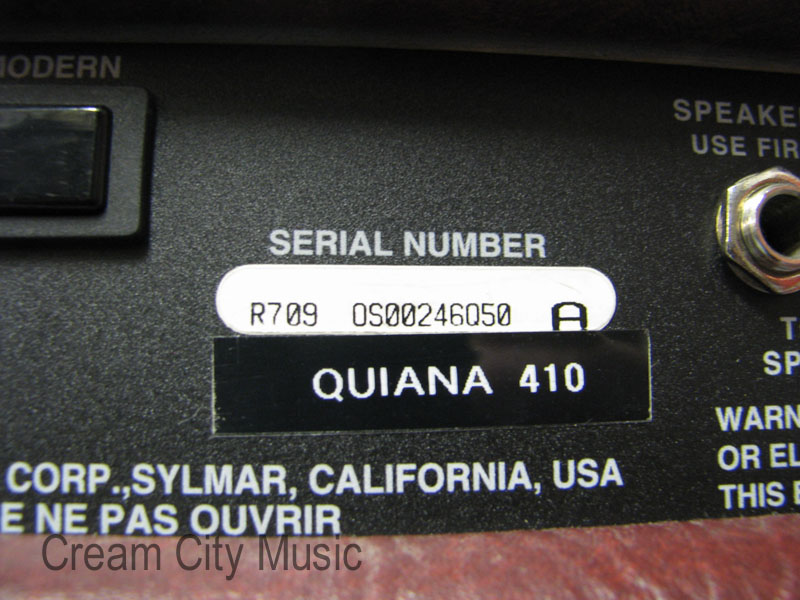 MODERN
SPEAKE
USE FIR
SERIAL NUMBER
R709 OS00246Q50 A
QUIANA 410
T
SP
CORP.,SYLMAR, CALIFORNIA, USA
E NE PAS OUVRIR
WARN
OR EL
THIS
Cream City Music